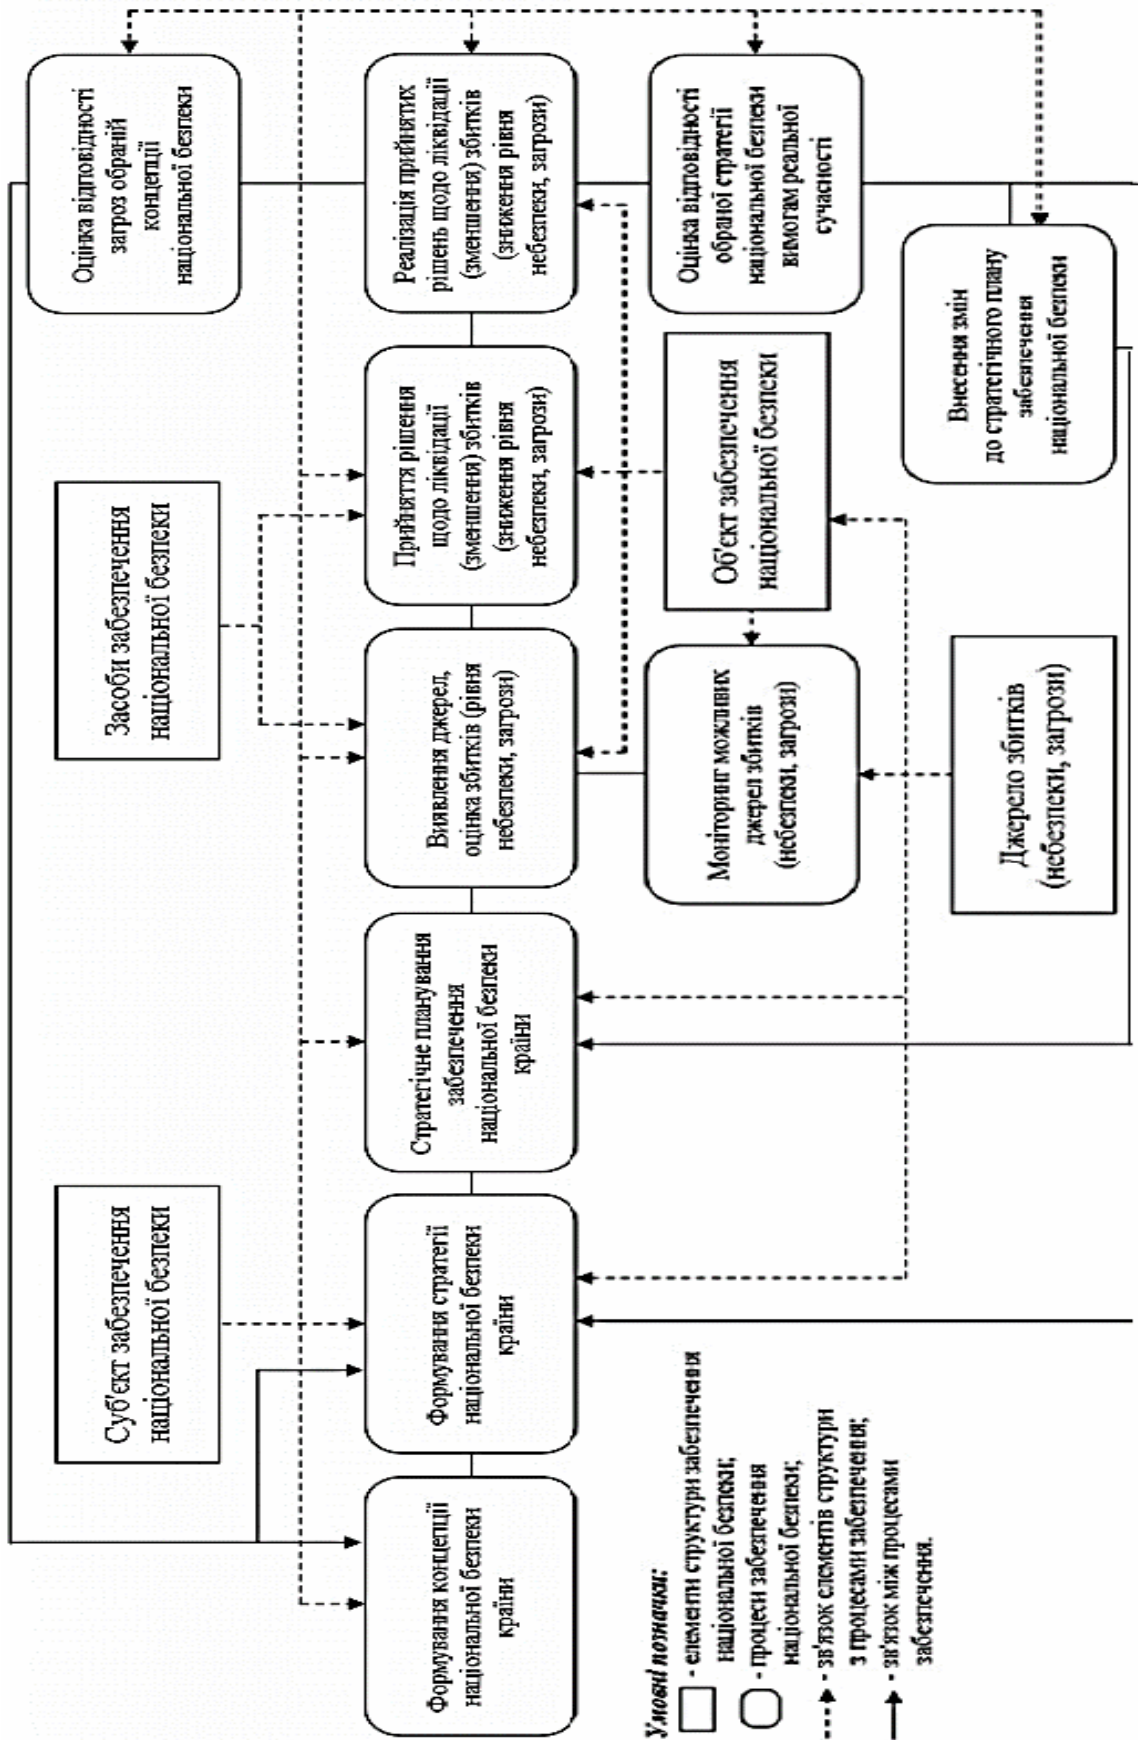 Суб'єкт забезпечення
національної безпеки
Засоби забезпечення
національної безпеки
Оцінка відповідності
загроз обраній
концепції
національної безпеки
Формування концепції
національної безпеки
країни
Формування стратегії
національної безпеки
країни
Стратегічне планування
забезпечення
національної безпеки
країни
Виявлення джерел,
оцінка збитків (рівня
небезпеки, загрози)
Прийняття рішення
щодо ліквідації
(зменшення) збитків
(зниження рівня
небезпеки, загрози)
Реалізація прийнятих
рішень щодо ліквідації
(зменшення) збитків
(зниження рівня
небезпеки, загрози)
Моніторинг можливих
джерел збитків
(небезпеки, загрози)
Об'єкт забезпечення
національної безпеки
Оцінка відповідності
обраної стратегії
національної безпеки
вимогам реальної
сучасності
Джерело збитків
(небезпеки, загрози)
Внесення змін
до стратегічного плану
забезпечення
національної безпеки
Умовні позначки:
- елементи структури забезпечення
національної безпеки;
- процеси забезпечення
національної безпеки;
- зв'язок елементів структури
з процесами забезпечення;
- зв'язок між процесами
забезпечення.